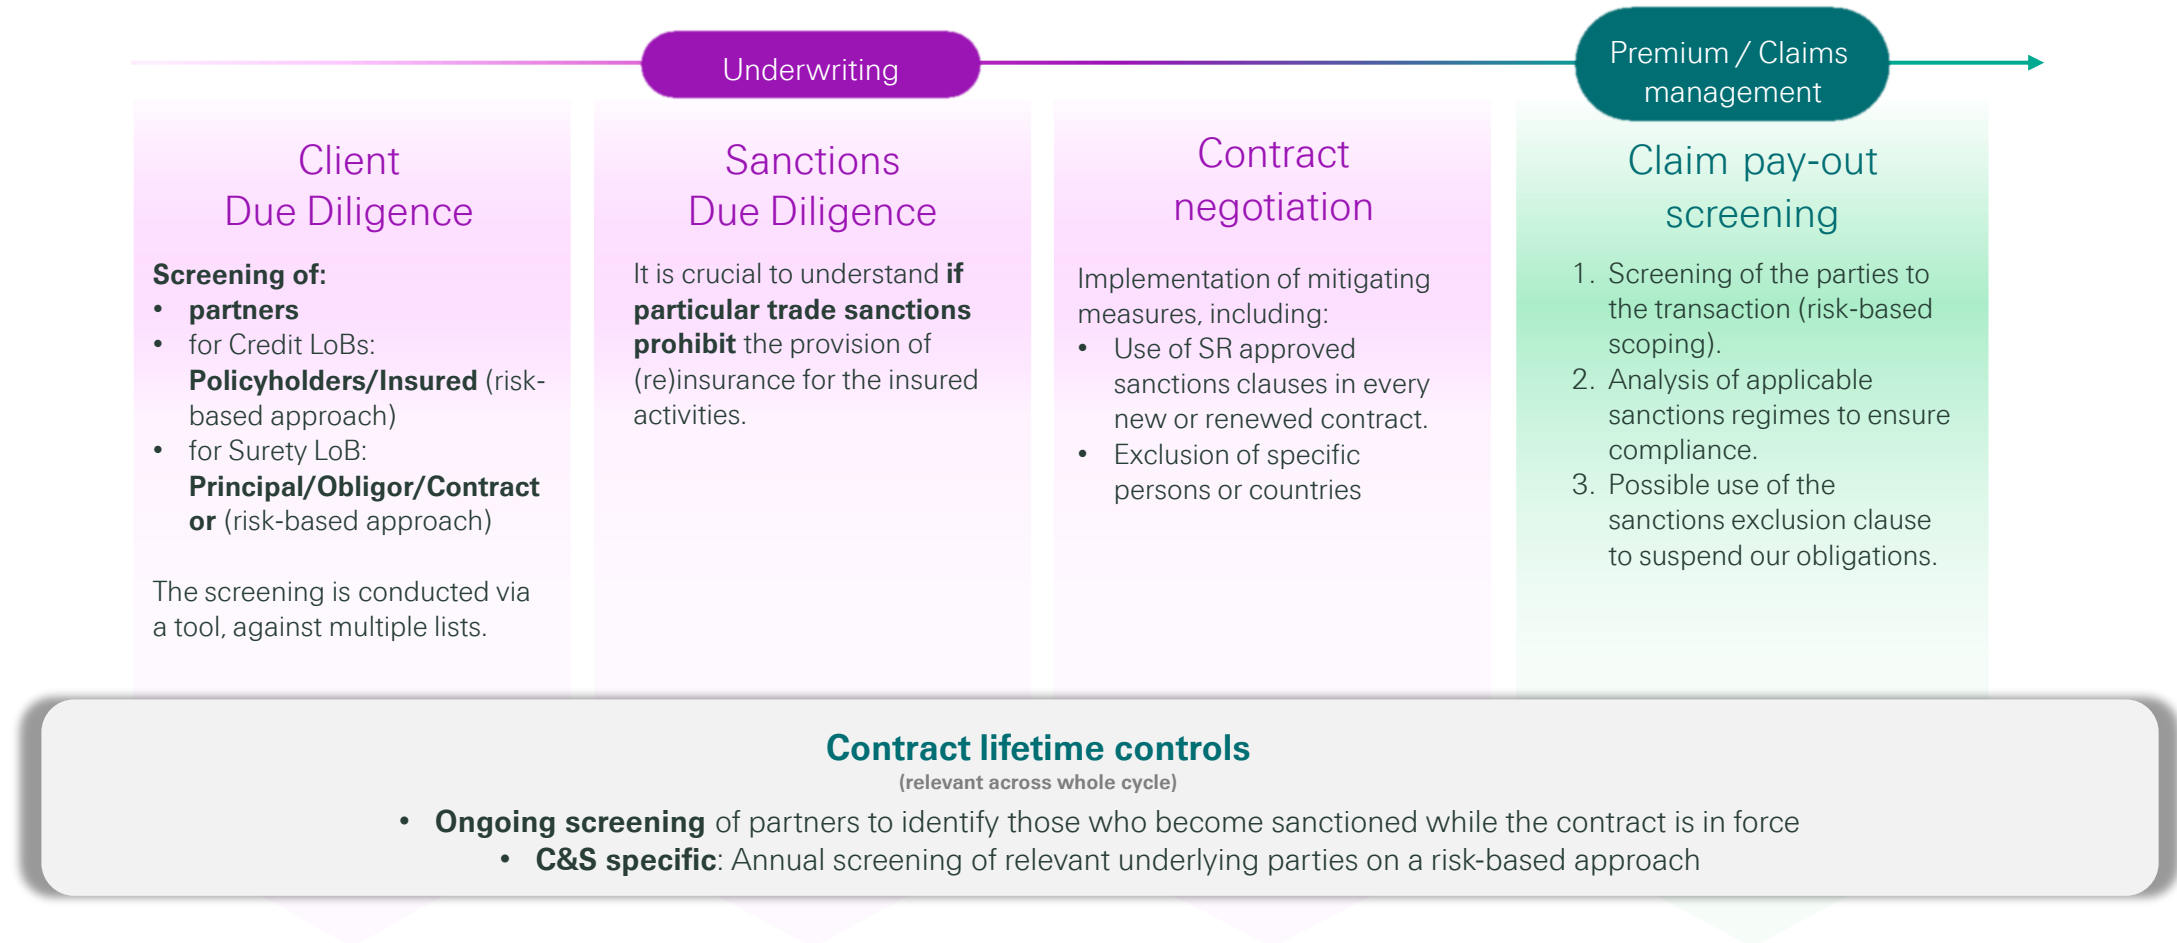 Underwriting
Premium / Claims
management
Client
Due Diligence
Screening of:
• partners
• for Credit LoBs:
Policyholders/Insured (risk-
based approach)
• for Surety LoB:
Principal/Obligor/Contract
or (risk-based approach)
The screening is conducted via
a tool, against multiple lists.
Sanctions
Due Diligence
It is crucial to understand if
particular trade sanctions
prohibit the provision of
(re)insurance for the insured
activities.
Contract
negotiation
Implementation of mitigating
measures, including:
• Use of SR approved
sanctions clauses in every
new or renewed contract.
• Exclusion of specific
persons or countries
Claim pay-out
screening
1. Screening of the parties to
the transaction (risk-based
scoping).
2. Analysis of applicable
sanctions regimes to ensure
compliance.
3. Possible use of the
sanctions exclusion clause
to suspend our obligations.
Contract lifetime controls
(relevant across whole cycle)
• Ongoing screening of partners to identify those who become sanctioned while the contract is in force
• C&S specific: Annual screening of relevant underlying parties on a risk-based approach